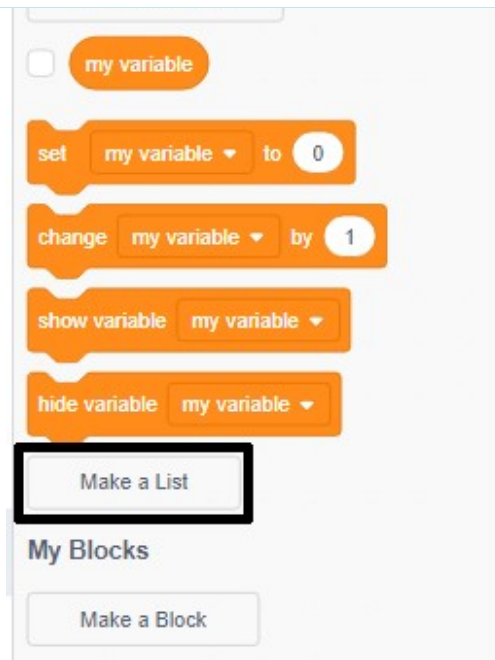 my variable
set my variable to 0
change my variable by 1
show variable my variable
hide variable my variable
Make a List
My Blocks
Make a Block